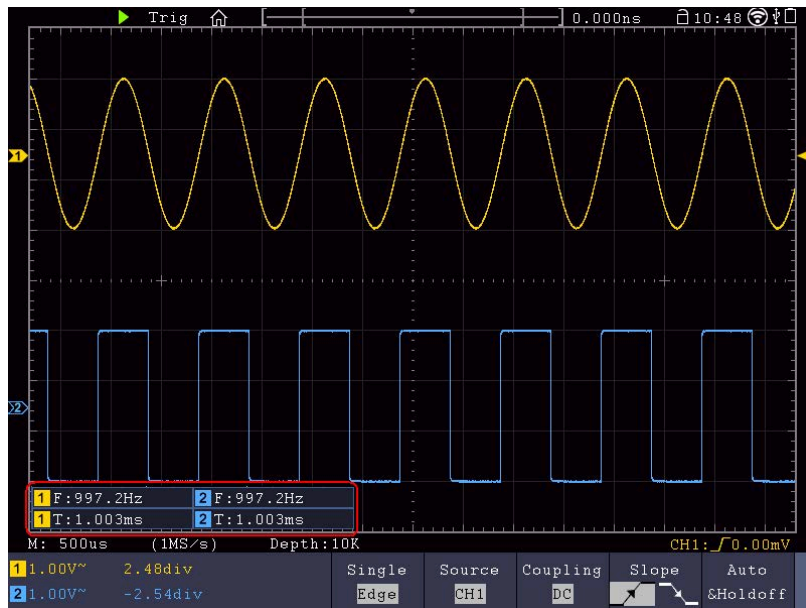 Trig 0.000ns 10:48
1
2
1 F:997.2Hz 2 F:997.2Hz
1 T:1.003ms 2 T:1.003ms
M: 500us (1MS/s) Depth:10K CH1: 0.00mV
1 1.00V~ 2.48div Single Source Coupling Slope Auto
2 1.00V~ -2.54div Edge CH1 DC &Holdoff